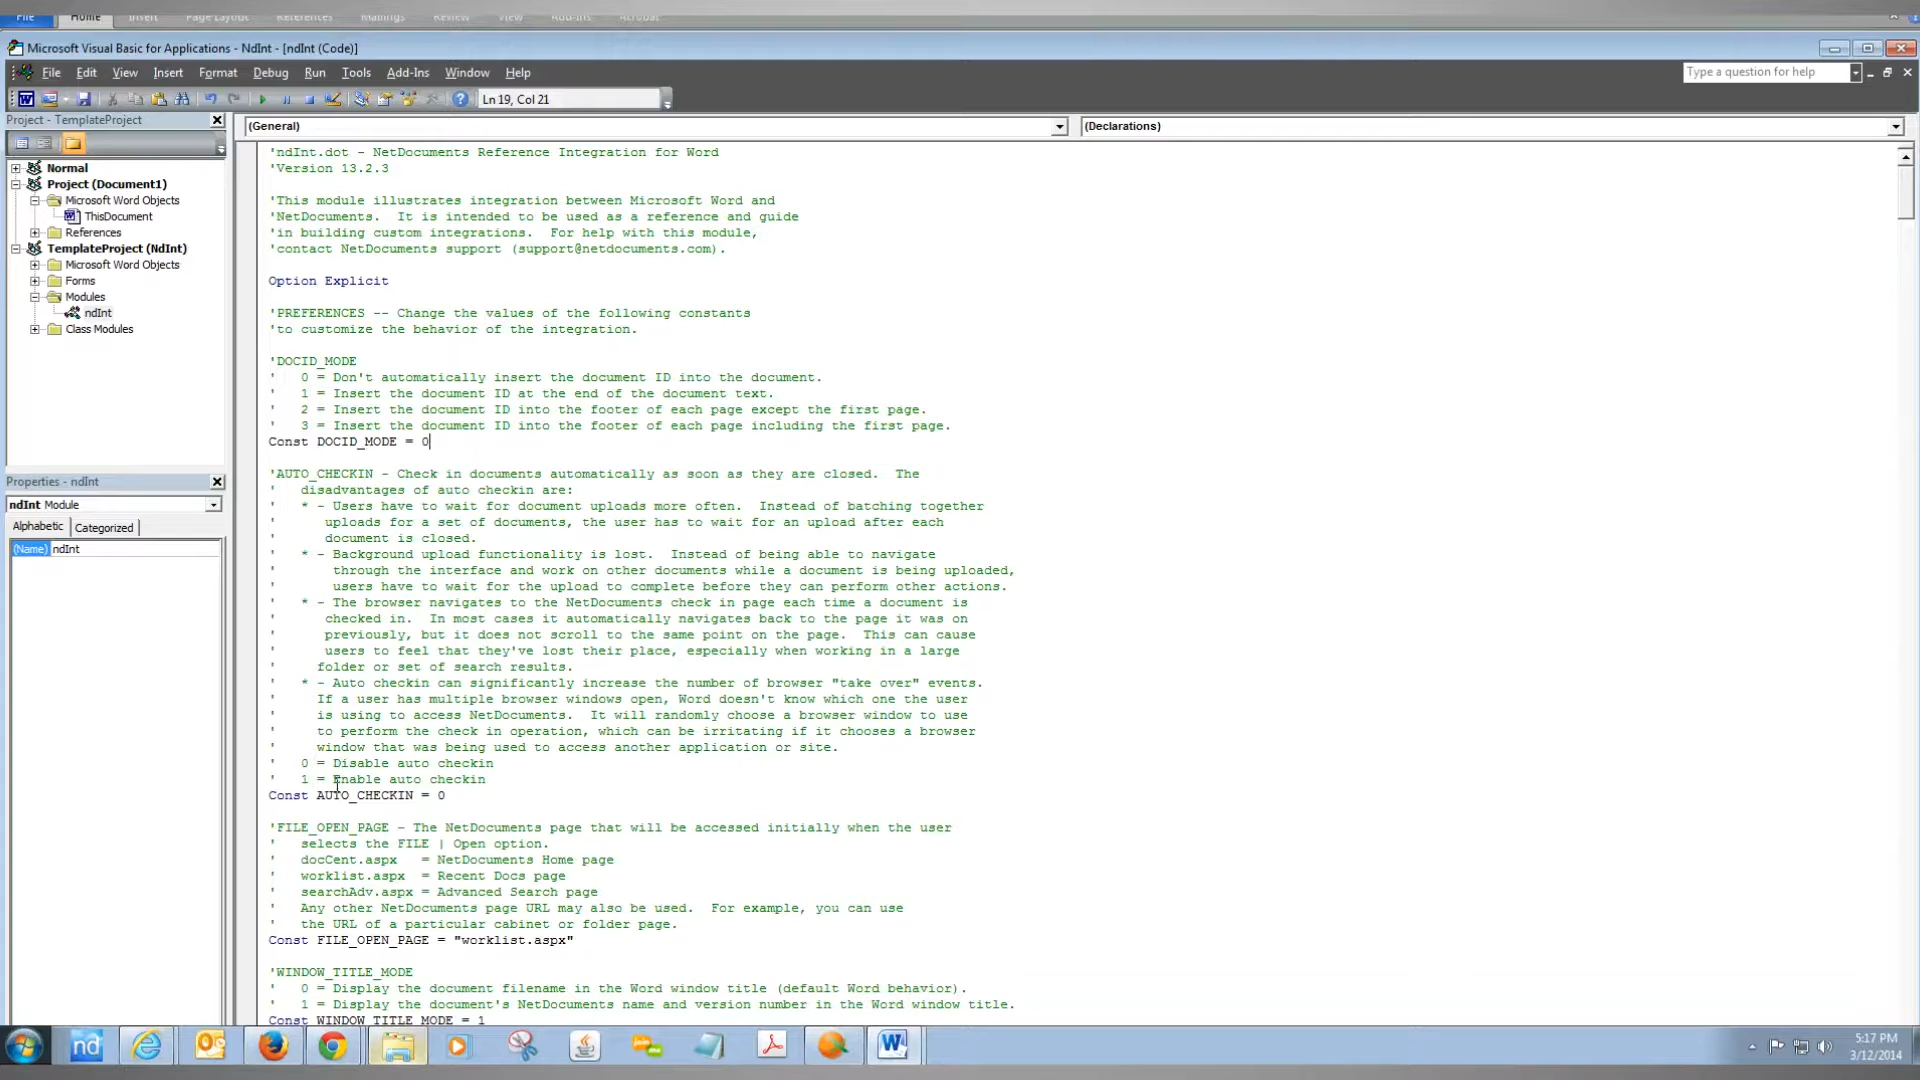 File Home Insert Page Layout References Mailings Review View Add-Ins Acrobat
Microsoft Visual Basic for Applications - NdInt - [ndInt (Code)]
File Edit View Insert Format Debug Run Tools Add-Ins Window Help
Type a question for help
Ln 19, Col 21
Project - TemplateProject
(General)
(Declarations)
Normal
Project (Document1)
Microsoft Word Objects
ThisDocument
References
TemplateProject (NdInt)
Microsoft Word Objects
Forms
Modules
ndInt
Class Modules
Properties - ndInt
ndInt Module
Alphabetic Categorized
(Name) ndInt
'ndInt.dot - NetDocuments Reference Integration for Word
'Version 13.2.3
'This module illustrates integration between Microsoft Word and
'NetDocuments.  It is intended to be used as a reference and guide
'in building custom integrations.  For help with this module,
'contact NetDocuments support (support@netdocuments.com).
Option Explicit
'PREFERENCES -- Change the values of the following constants
'to customize the behavior of the integration.
'DOCID_MODE
'   0 = Don't automatically insert the document ID into the document.
'   1 = Insert the document ID at the end of the document text.
'   2 = Insert the document ID into the footer of each page except the first page.
'   3 = Insert the document ID into the footer of each page including the first page.
Const DOCID_MODE = 0
'AUTO_CHECKIN - Check in documents automatically as soon as they are closed.  The
'   disadvantages of auto checkin are:
'   * - Users have to wait for document uploads more often.  Instead of batching together
'      uploads for a set of documents, the user has to wait for an upload after each
'      document is closed.
'   * - Background upload functionality is lost.  Instead of being able to navigate
'       through the interface and work on other documents while a document is being uploaded,
'       users have to wait for the upload to complete before they can perform other actions.
'   * - The browser navigates to the NetDocuments check in page each time a document is
'      checked in.  In most cases it automatically navigates back to the page it was on
'      previously, but it does not scroll to the same point on the page.  This can cause
'      users to feel that they've lost their place, especially when working in a large
'     folder or set of search results.
'   * - Auto checkin can significantly increase the number of browser "take over" events.
'     If a user has multiple browser windows open, Word doesn't know which one the user
'     is using to access NetDocuments.  It will randomly choose a browser window to use
'     to perform the check in operation, which can be irritating if it chooses a browser
'     window that was being used to access another application or site.
'   0 = Disable auto checkin
'   1 = Enable auto checkin
Const AUTO_CHECKIN = 0
'FILE_OPEN_PAGE - The NetDocuments page that will be accessed initially when the user
'   selects the FILE | Open option.
'   docCent.aspx   = NetDocuments Home page
'   worklist.aspx  = Recent Docs page
'   searchAdv.aspx = Advanced Search page
'   Any other NetDocuments page URL may also be used.  For example, you can use
'   the URL of a particular cabinet or folder page.
Const FILE_OPEN_PAGE = "worklist.aspx"
'WINDOW_TITLE_MODE
'   0 = Display the document filename in the Word window title (default Word behavior).
'   1 = Display the document's NetDocuments name and version number in the Word window title.
Const WINDOW_TITLE_MODE = 1
nd
5:17 PM
3/12/2014